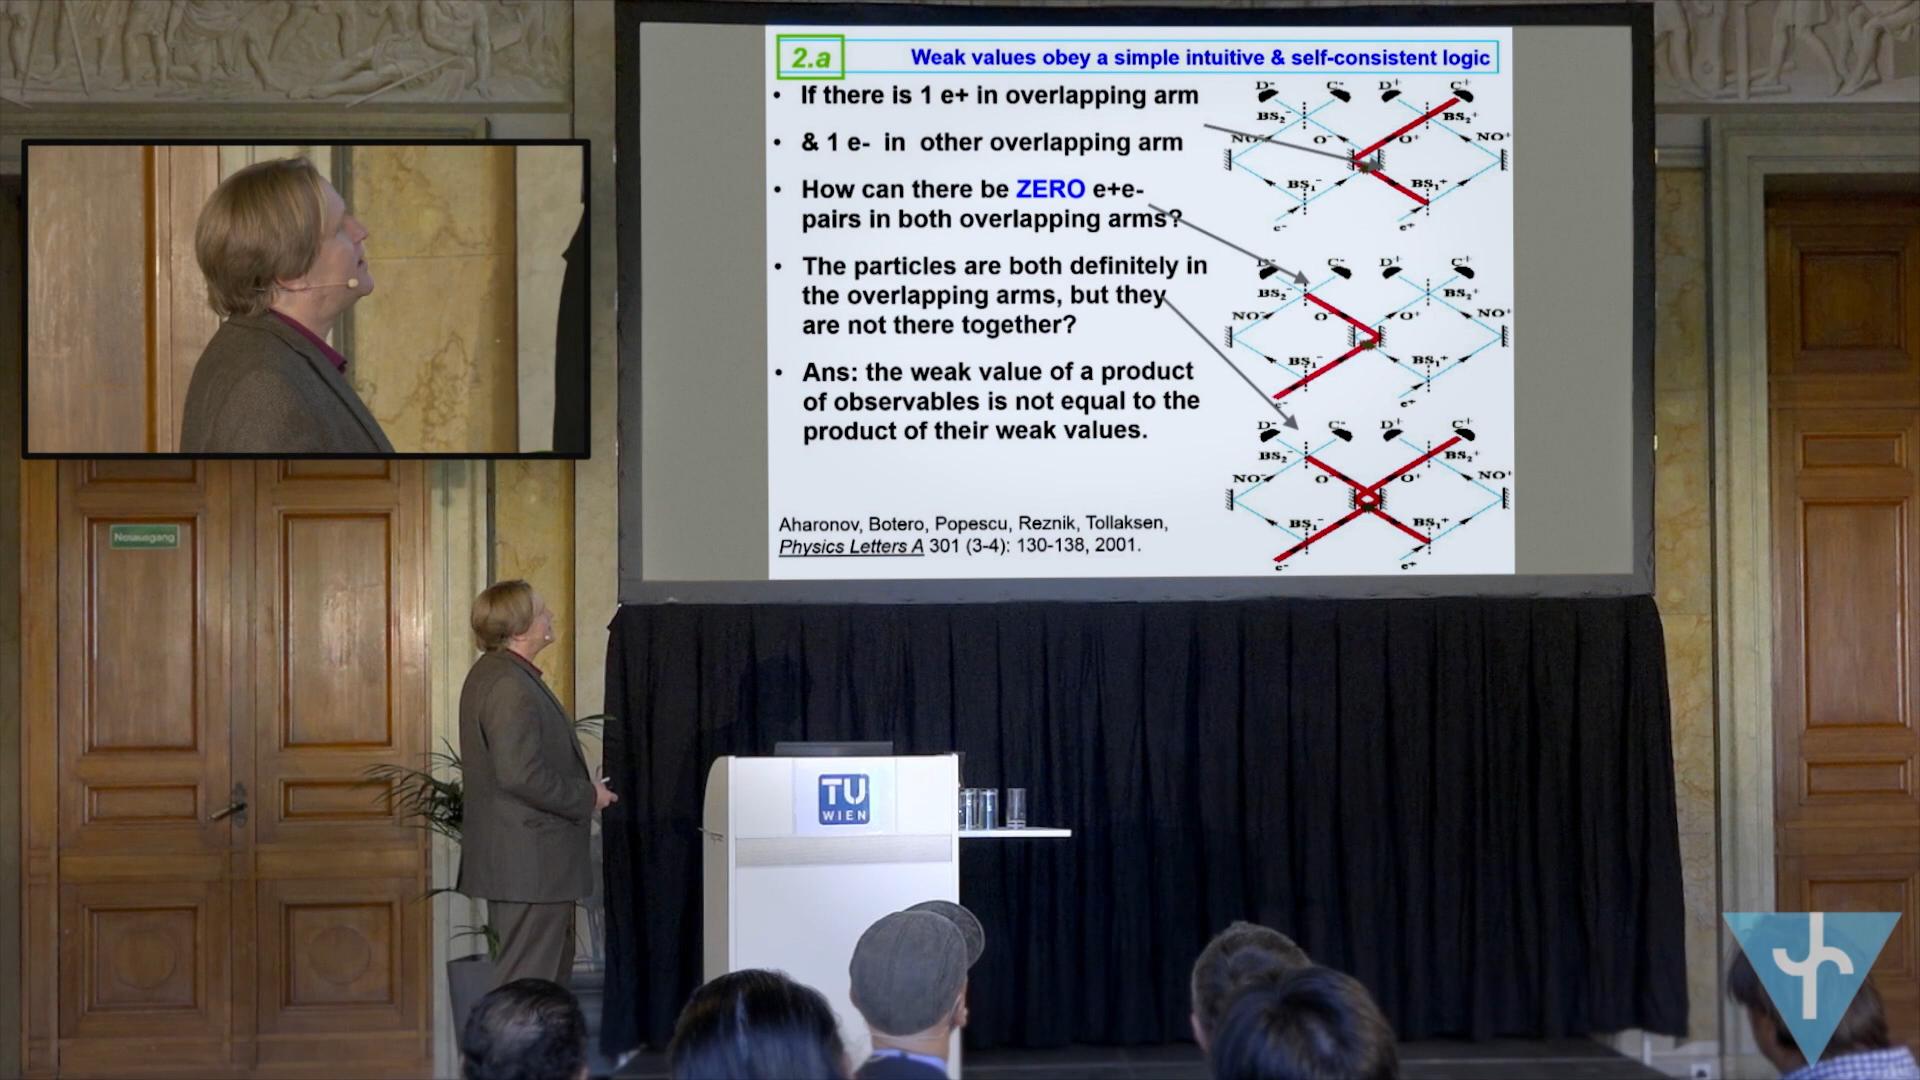 2.a
Weak values obey a simple intuitive & self-consistent logic
• If there is 1 e+ in overlapping arm
• & 1 e- in other overlapping arm
• How can there be ZERO e+e-
pairs in both overlapping arms?
• The particles are both definitely in
the overlapping arms, but they
are not there together?
• Ans: the weak value of a product
of observables is not equal to the
product of their weak values.
Aharonov, Botero, Popescu, Reznik, Tollaksen,
Physics Letters A 301 (3-4): 130-138, 2001.
D- C- D+ C+
BS2- BS2+
NO- O- O+ NO+
BS1- BS1+
e- e+
D- C- D+ C+
BS2- BS2+
NO- O- O+ NO+
BS1- BS1+
e- e+
D- C- D+ C+
BS2- BS2+
NO- O- O+ NO+
BS1- BS1+
e- e+
Notausgang
TU
WIEN